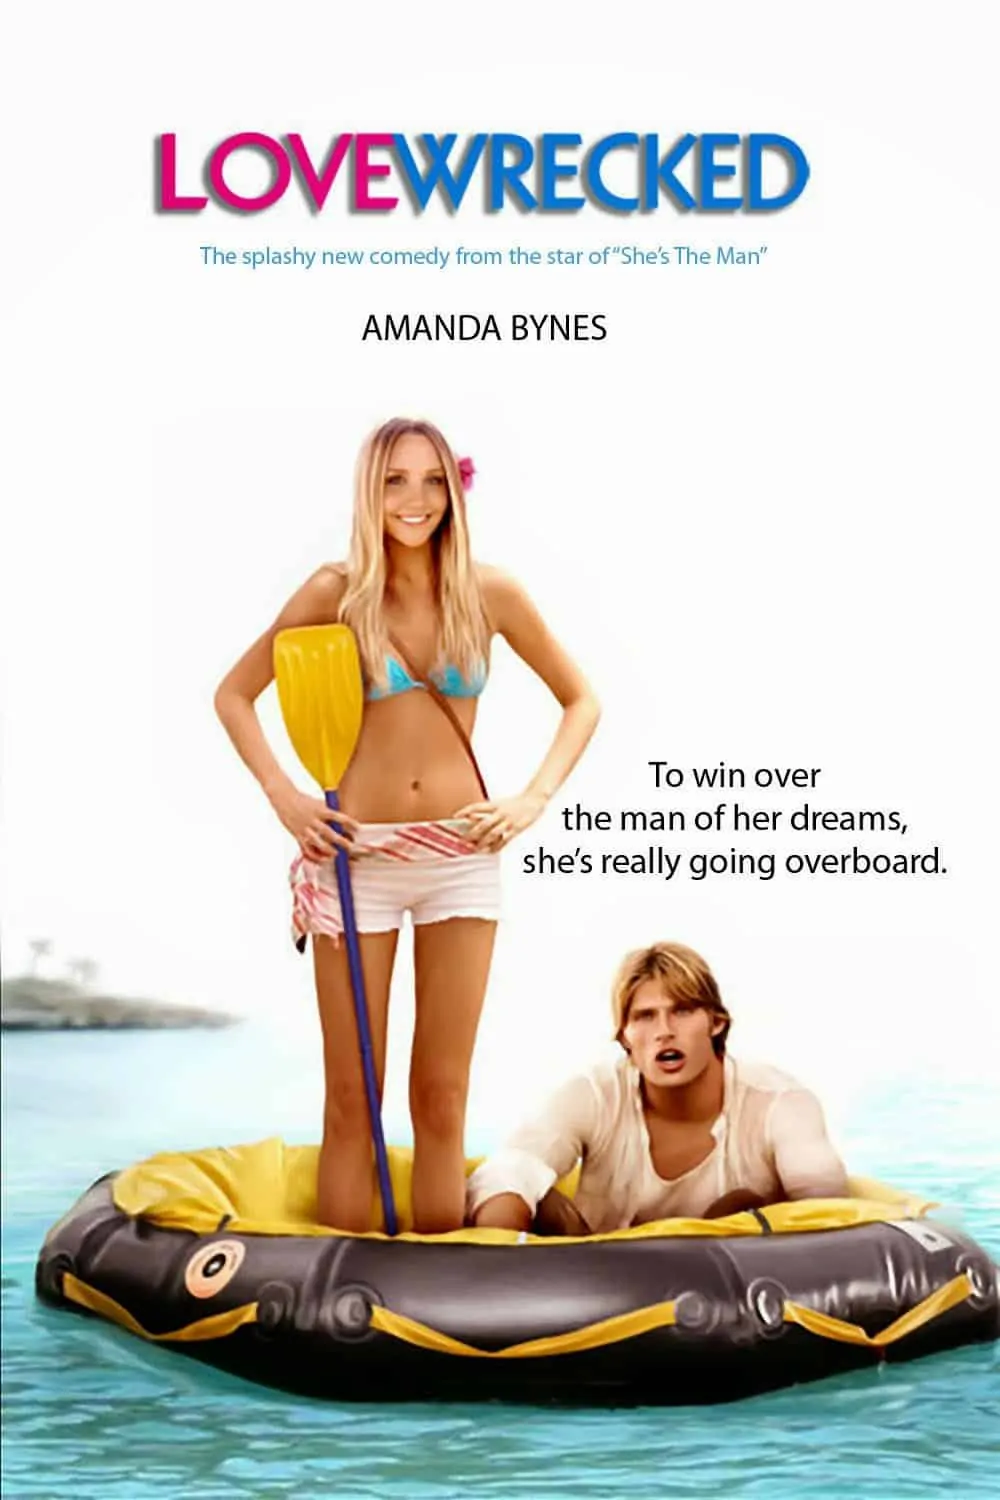 LOVEWRECKED
The splashy new comedy from the star of “She's The Man”
AMANDA BYNES
To win over
the man of her dreams,
she's really going overboard.